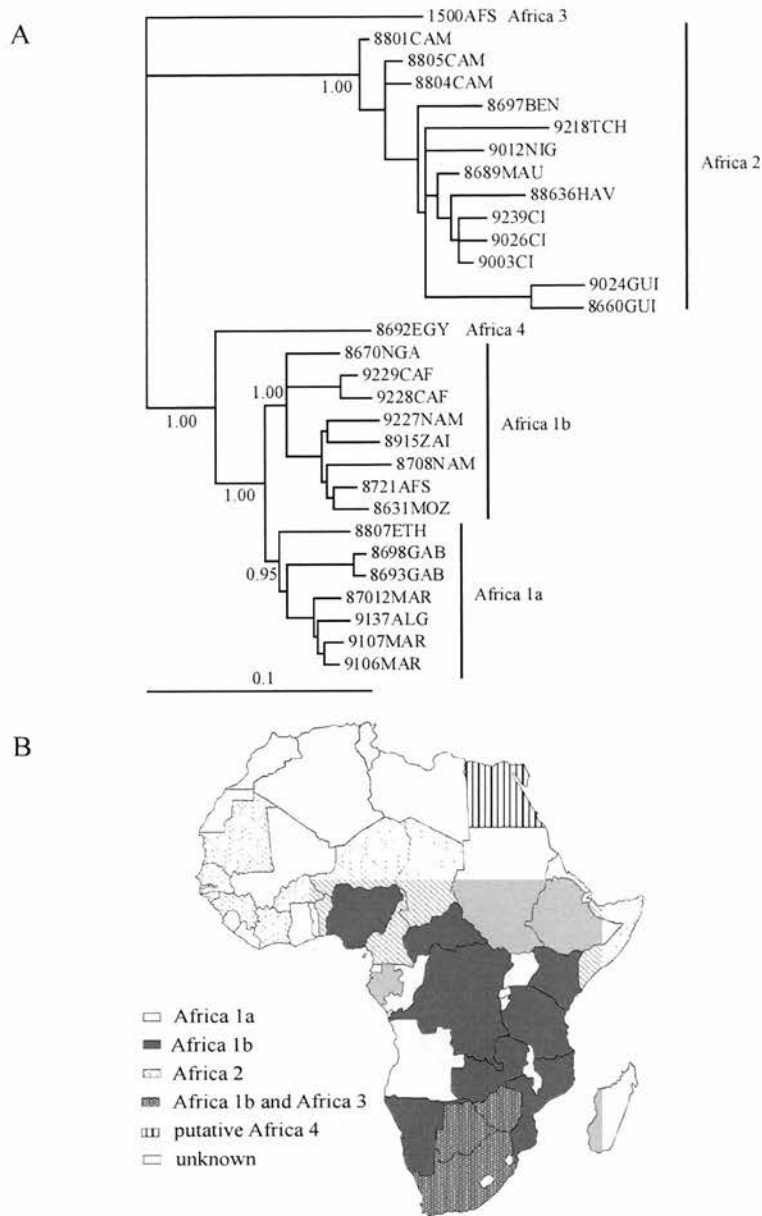 A
1500AFS Africa 3
8801CAM
8805CAM
1.00
8804CAM
8697BEN
9218TCH
9012NIG
Africa 2
8689MAU
88636HAV
9239CI
9026CI
9003CI
9024GUI
8660GUI
8692EGY Africa 4
8670NGA
1.00
9229CAF
9228CAF
1.00
9227NAM
Africa 1b
8915ZAI
8708NAM
1.00
8721AFS
8631MOZ
8807ETH
8698GAB
0.95
8693GAB
Africa 1a
87012MAR
9137ALG
9107MAR
9106MAR
0.1
B
Africa 1a
Africa 1b
Africa 2
Africa 1b and Africa 3
putative Africa 4
unknown